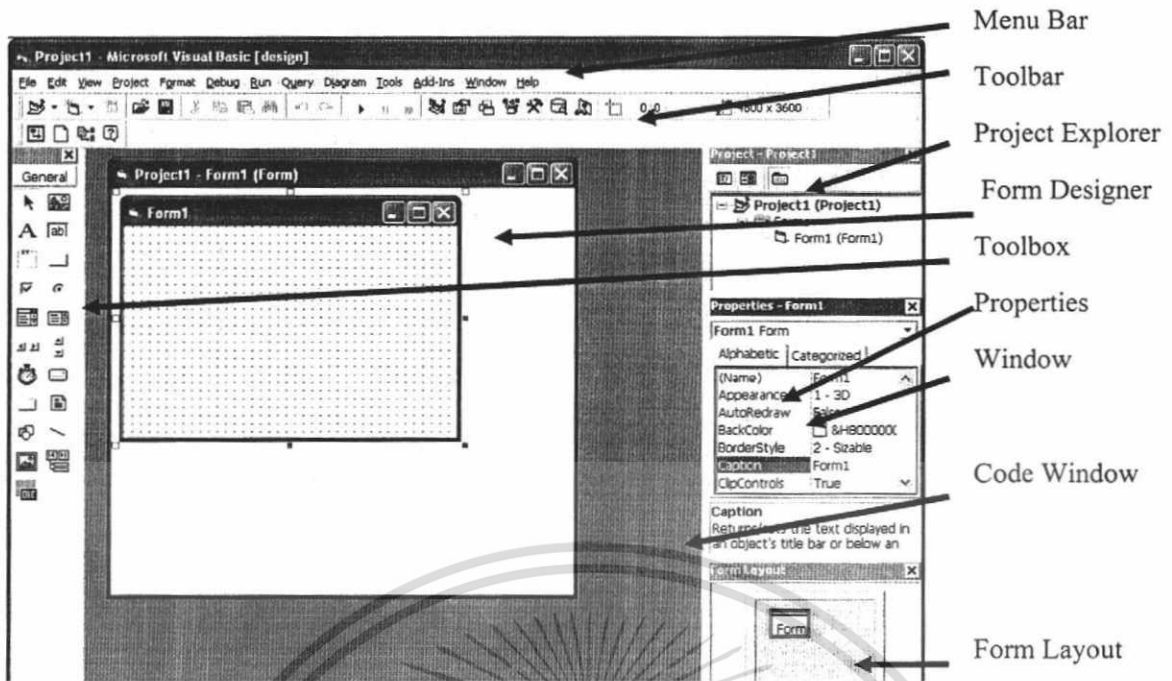 Menu Bar
Project1 - Microsoft Visual Basic [design]
File Edit View Project Format Debug Run Query Diagram Tools Add-Ins Window Help
Toolbar
0, 0 4800 x 3600
Project Explorer
Project - Project1
General
Project1 - Form1 (Form)
Form Designer
Project1 (Project1)
Form1
A ab|
Form1 (Form1)
Toolbox
Properties - Form1
Properties
Form1 Form
Alphabetic Categorized
Window
(Name) Form1
Appearance 1 - 3D
AutoRedraw False
BackColor &H800000
BorderStyle 2 - Sizable
Caption Form1
ClipControls True
Code Window
Caption
Returns/sets the text displayed in
an object's title bar or below an
Form Layout
Form
Form Layout